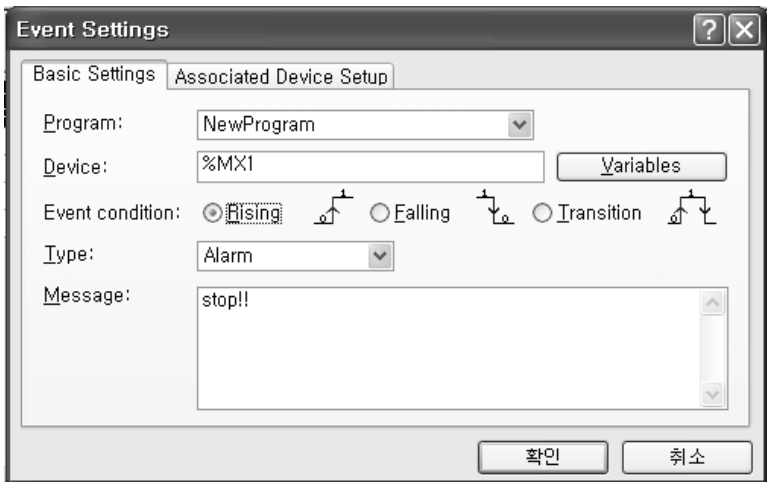 Event Settings
Basic Settings Associated Device Setup
Program: NewProgram
Device: %MX1 Variables
Event condition: Rising Falling Transition
Type: Alarm
Message: stop!!
확인 취소